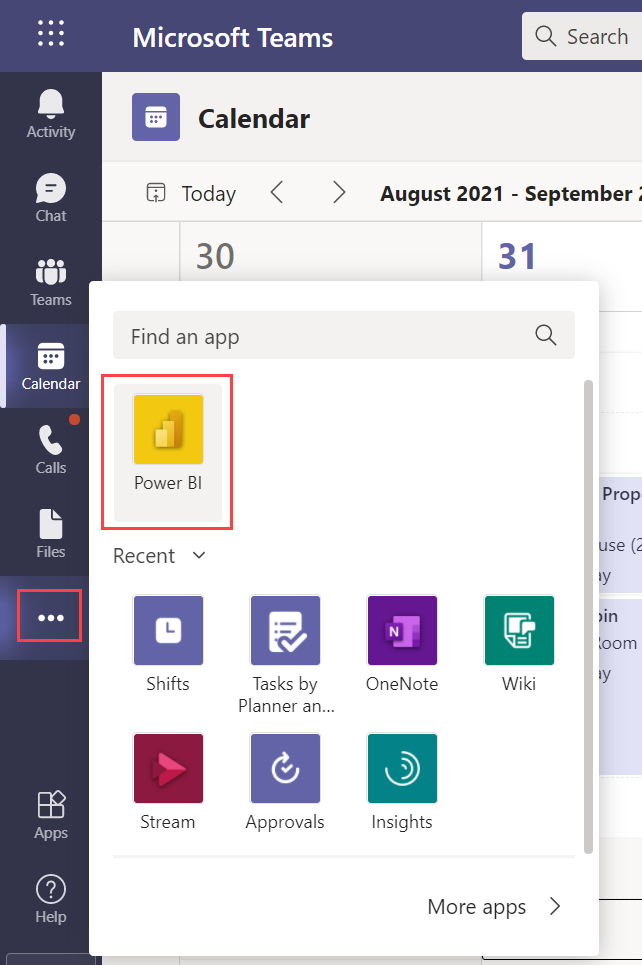 Microsoft Teams
Search
Activity
Chat
Teams
Calendar
Calls
Files
Apps
Help
Calendar
Today
August 2021 - September
30
31
Find an app
Power BI
Recent
Shifts
Tasks by
Planner an...
OneNote
Wiki
Stream
Approvals
Insights
More apps
Prop
use (2
ay
oin
Room
ay